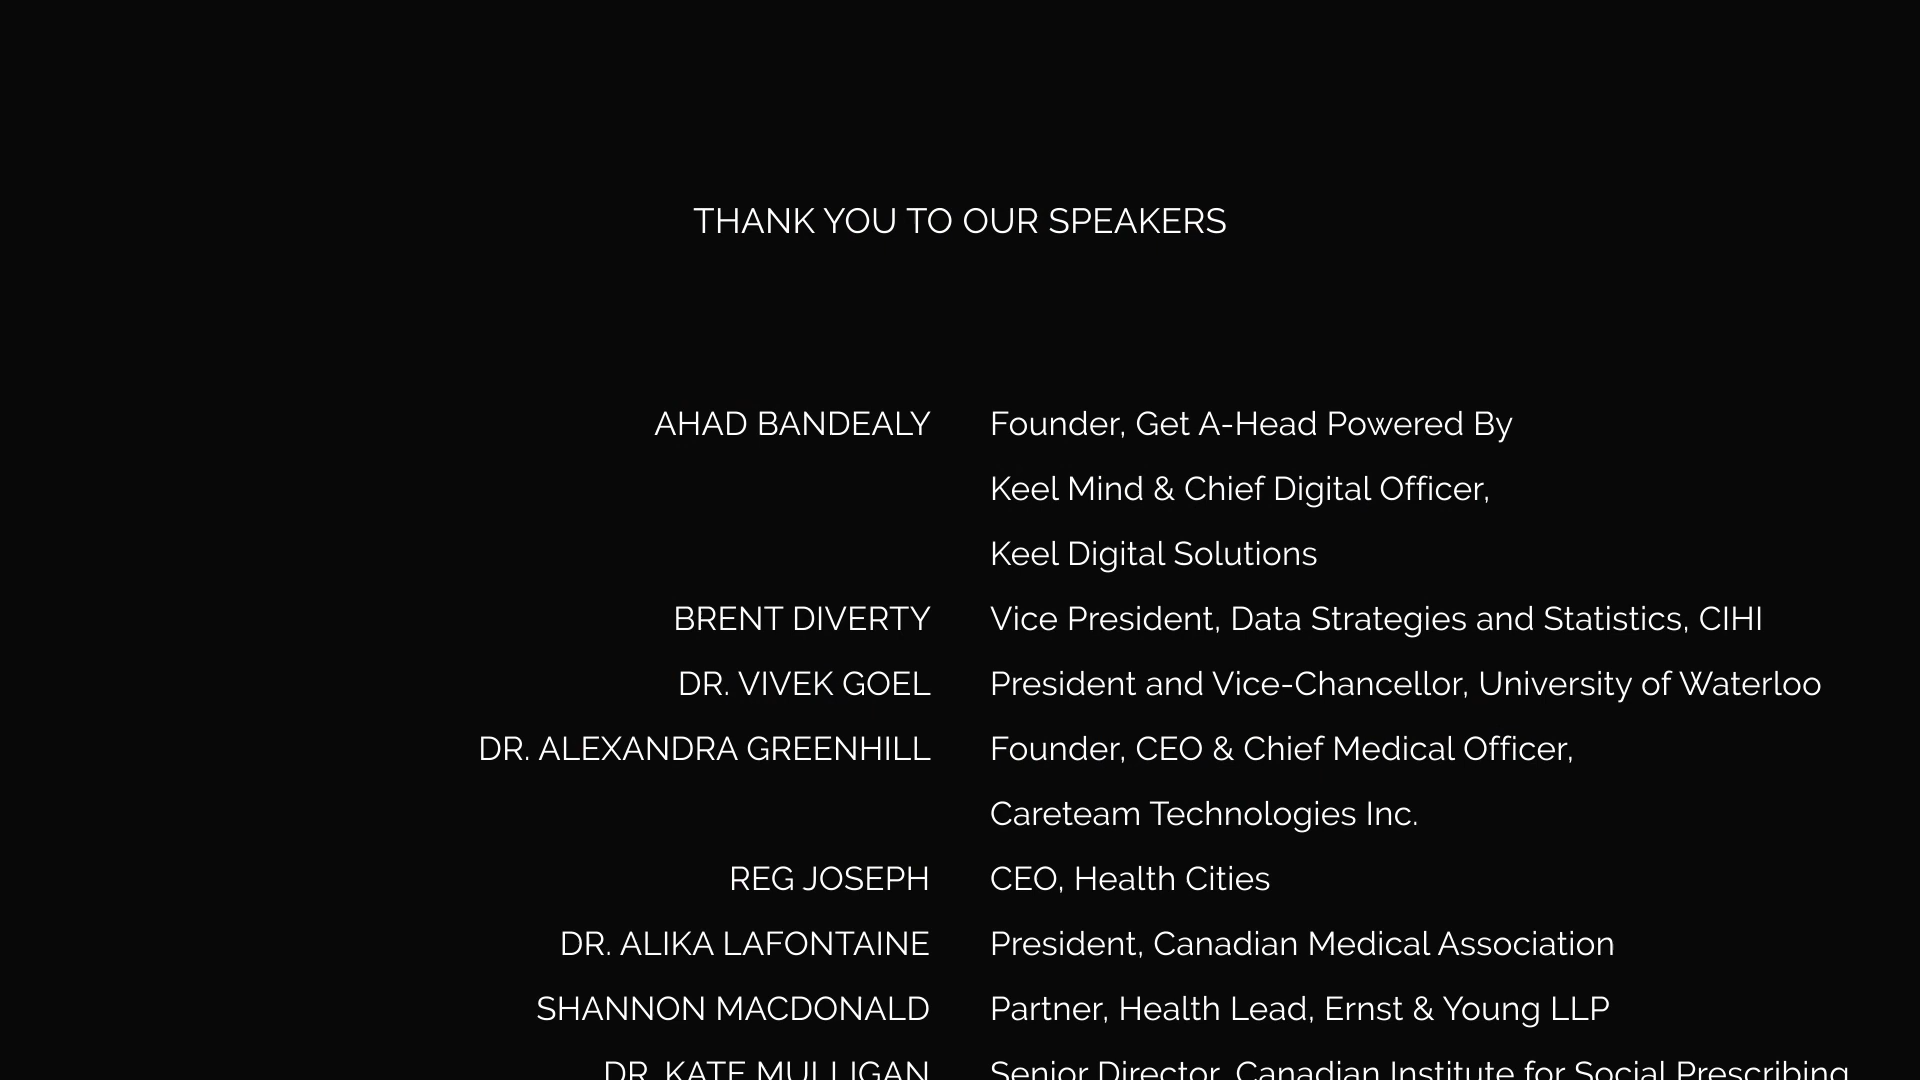 THANK YOU TO OUR SPEAKERS
AHAD BANDEALY Founder, Get A-Head Powered By
Keel Mind & Chief Digital Officer,
Keel Digital Solutions
BRENT DIVERTY Vice President, Data Strategies and Statistics, CIHI
DR. VIVEK GOEL President and Vice-Chancellor, University of Waterloo
DR. ALEXANDRA GREENHILL Founder, CEO & Chief Medical Officer,
Careteam Technologies Inc.
REG JOSEPH CEO, Health Cities
DR. ALIKA LAFONTAINE President, Canadian Medical Association
SHANNON MACDONALD Partner, Health Lead, Ernst & Young LLP
DR. KATE MULLIGAN Senior Director, Canadian Institute for Social Prescribing